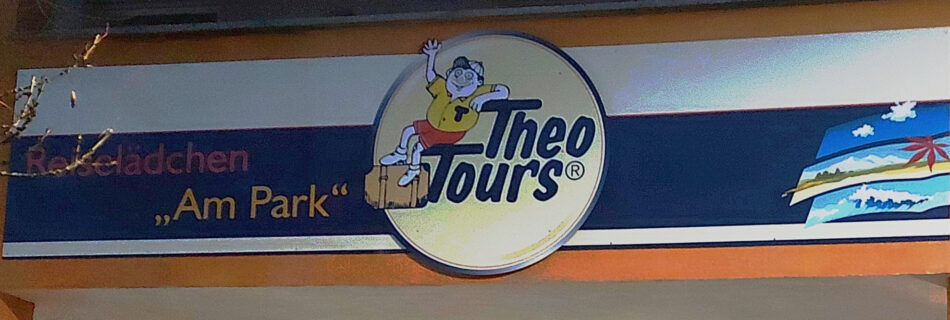 Reiselädchen
„Am Park“
T
Theo
Tours®